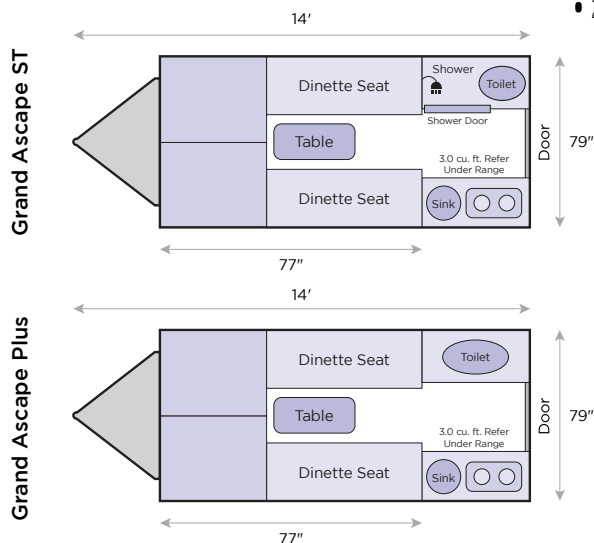 Grand Ascape ST
14'
Dinette Seat
Shower
Toilet
Shower Door
Table
Door
79"
3.0 cu. ft. Refer
Under Range
Dinette Seat
Sink
77"
Grand Ascape Plus
14'
Dinette Seat
Toilet
Table
Door
79"
3.0 cu. ft. Refer
Under Range
Dinette Seat
Sink
77"